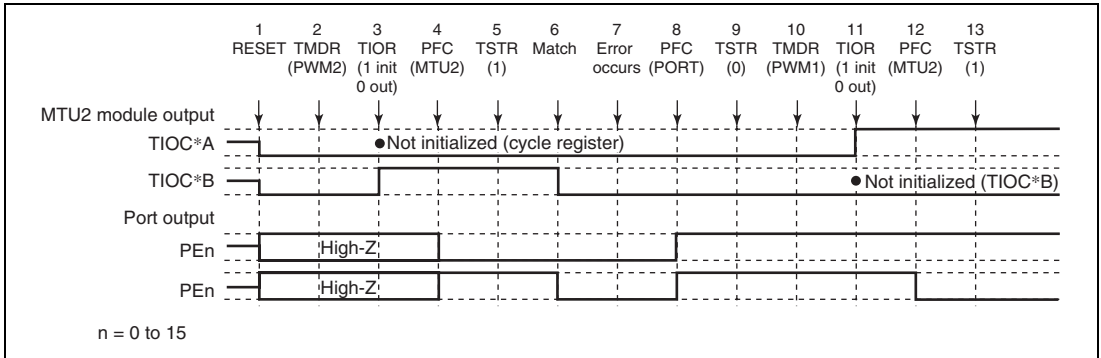 1 2 3 4 5 6 7 8 9 10 11 12 13
RESET TMDR TIOR PFC TSTR Match Error PFC TSTR TMDR TIOR PFC TSTR
(PWM2) (1 init (MTU2) (1) occurs (PORT) (0) (PWM1) (1 init (MTU2) (1)
0 out) 0 out)
MTU2 module output
TIOC*A ●Not initialized (cycle register)
TIOC*B ● Not initialized (TIOC*B)
Port output
PEn High-Z
PEn High-Z
n = 0 to 15